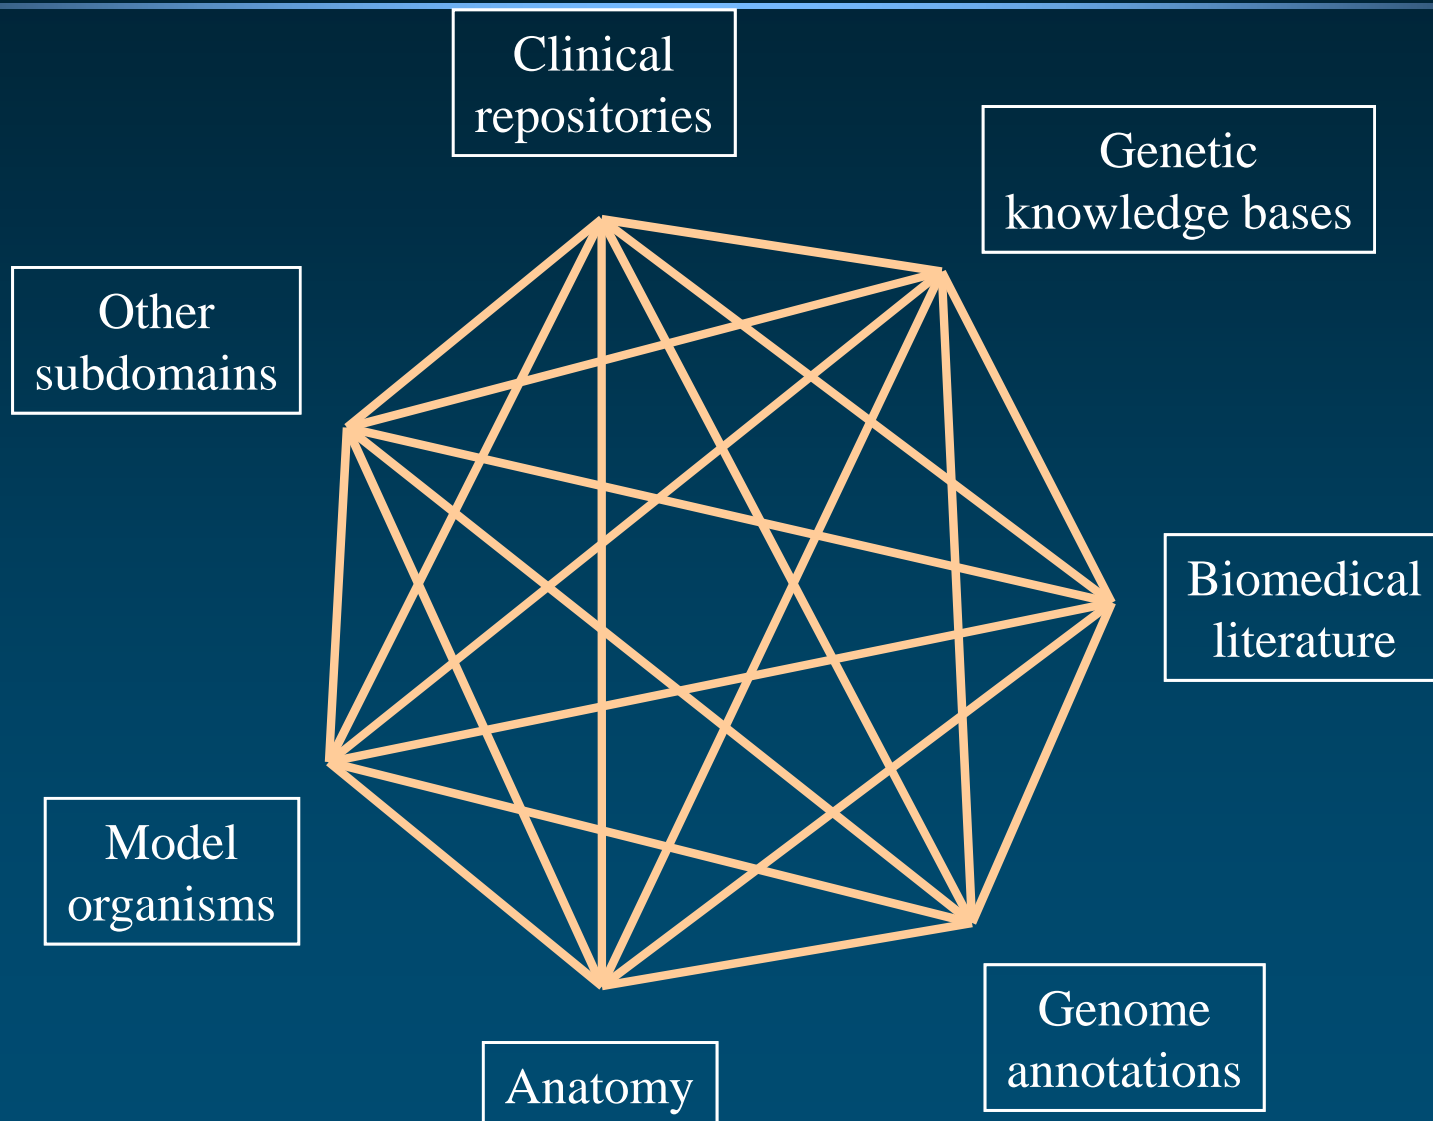 Clinical
repositories
Genetic
knowledge bases
Other
subdomains
Biomedical
literature
Model
organisms
Genome
annotations
Anatomy